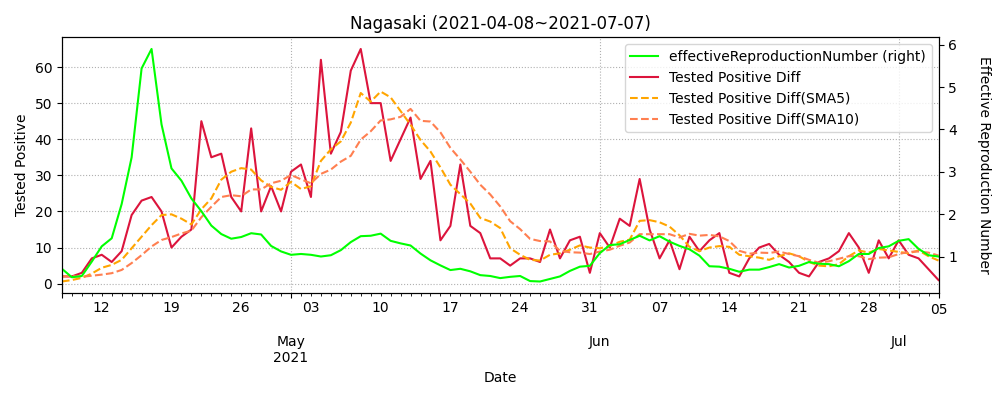 Nagasaki (2021-04-08~2021-07-07)
effectiveReproductionNumber (right)
Tested Positive Diff
Tested Positive Diff(SMA5)
Tested Positive Diff(SMA10)
Tested Positive
60
50
40
30
20
10
0
Effective Reproduction Number
6
5
4
3
2
1
12 19 26 03 10 17 24 31 07 14 21 28 05
May Jun Jul
2021
Date